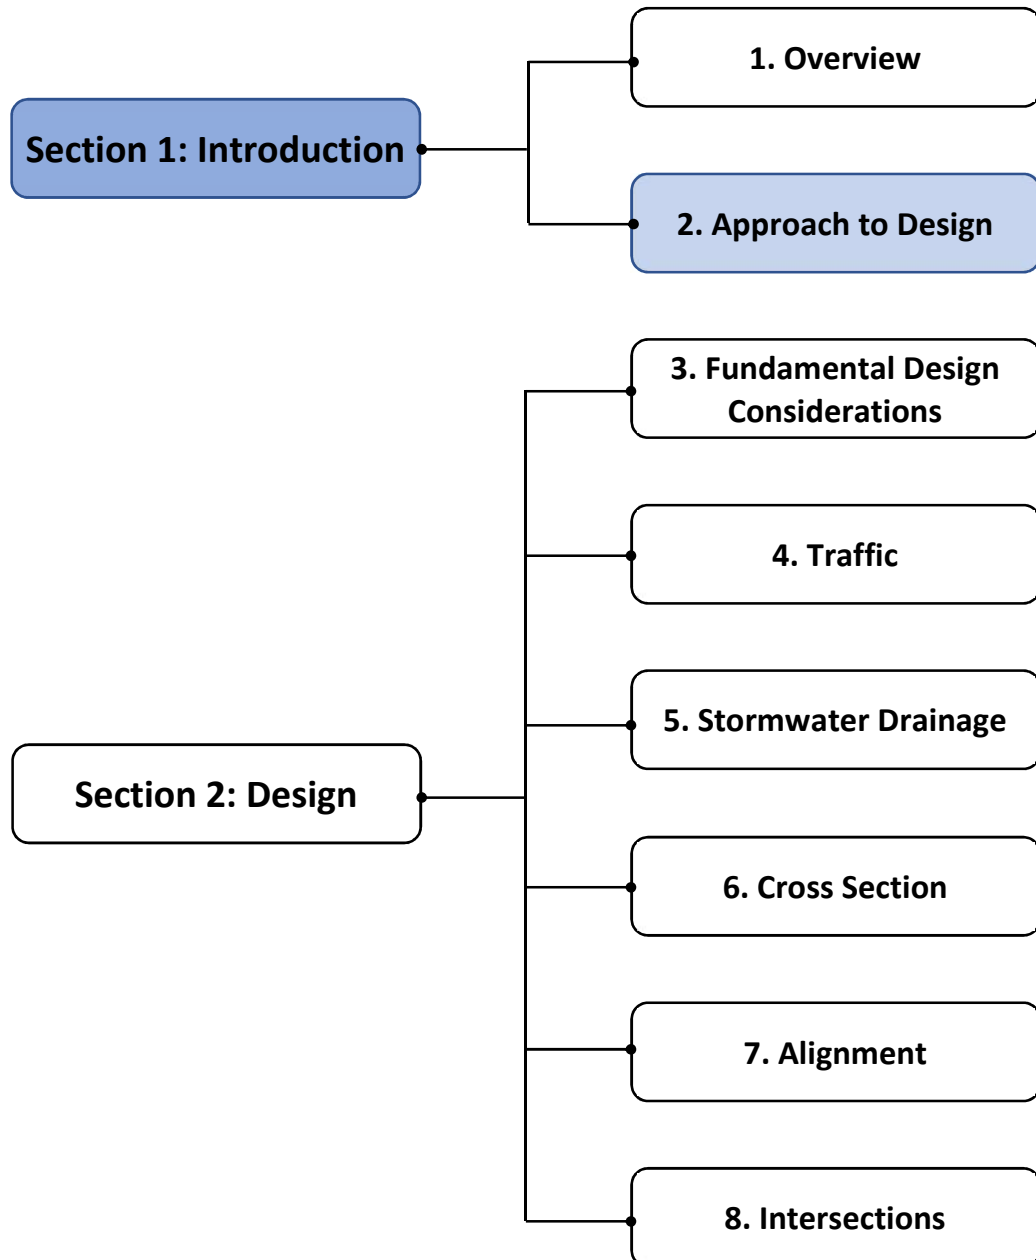 Section 1: Introduction
1. Overview
2. Approach to Design
Section 2: Design
3. Fundamental Design
Considerations
4. Traffic
5. Stormwater Drainage
6. Cross Section
7. Alignment
8. Intersections